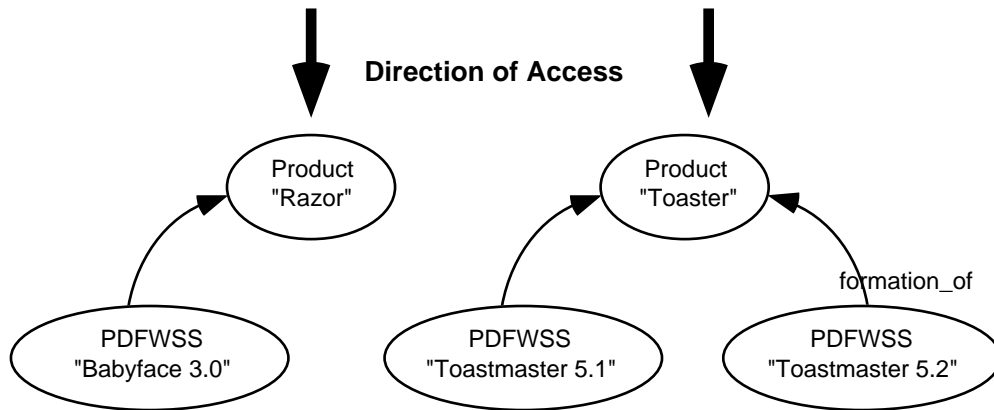 Direction of Access
Product
"Razor"
Product
"Toaster"
formation_of
PDFWSS
"Babyface 3.0"
PDFWSS
"Toastmaster 5.1"
PDFWSS
"Toastmaster 5.2"